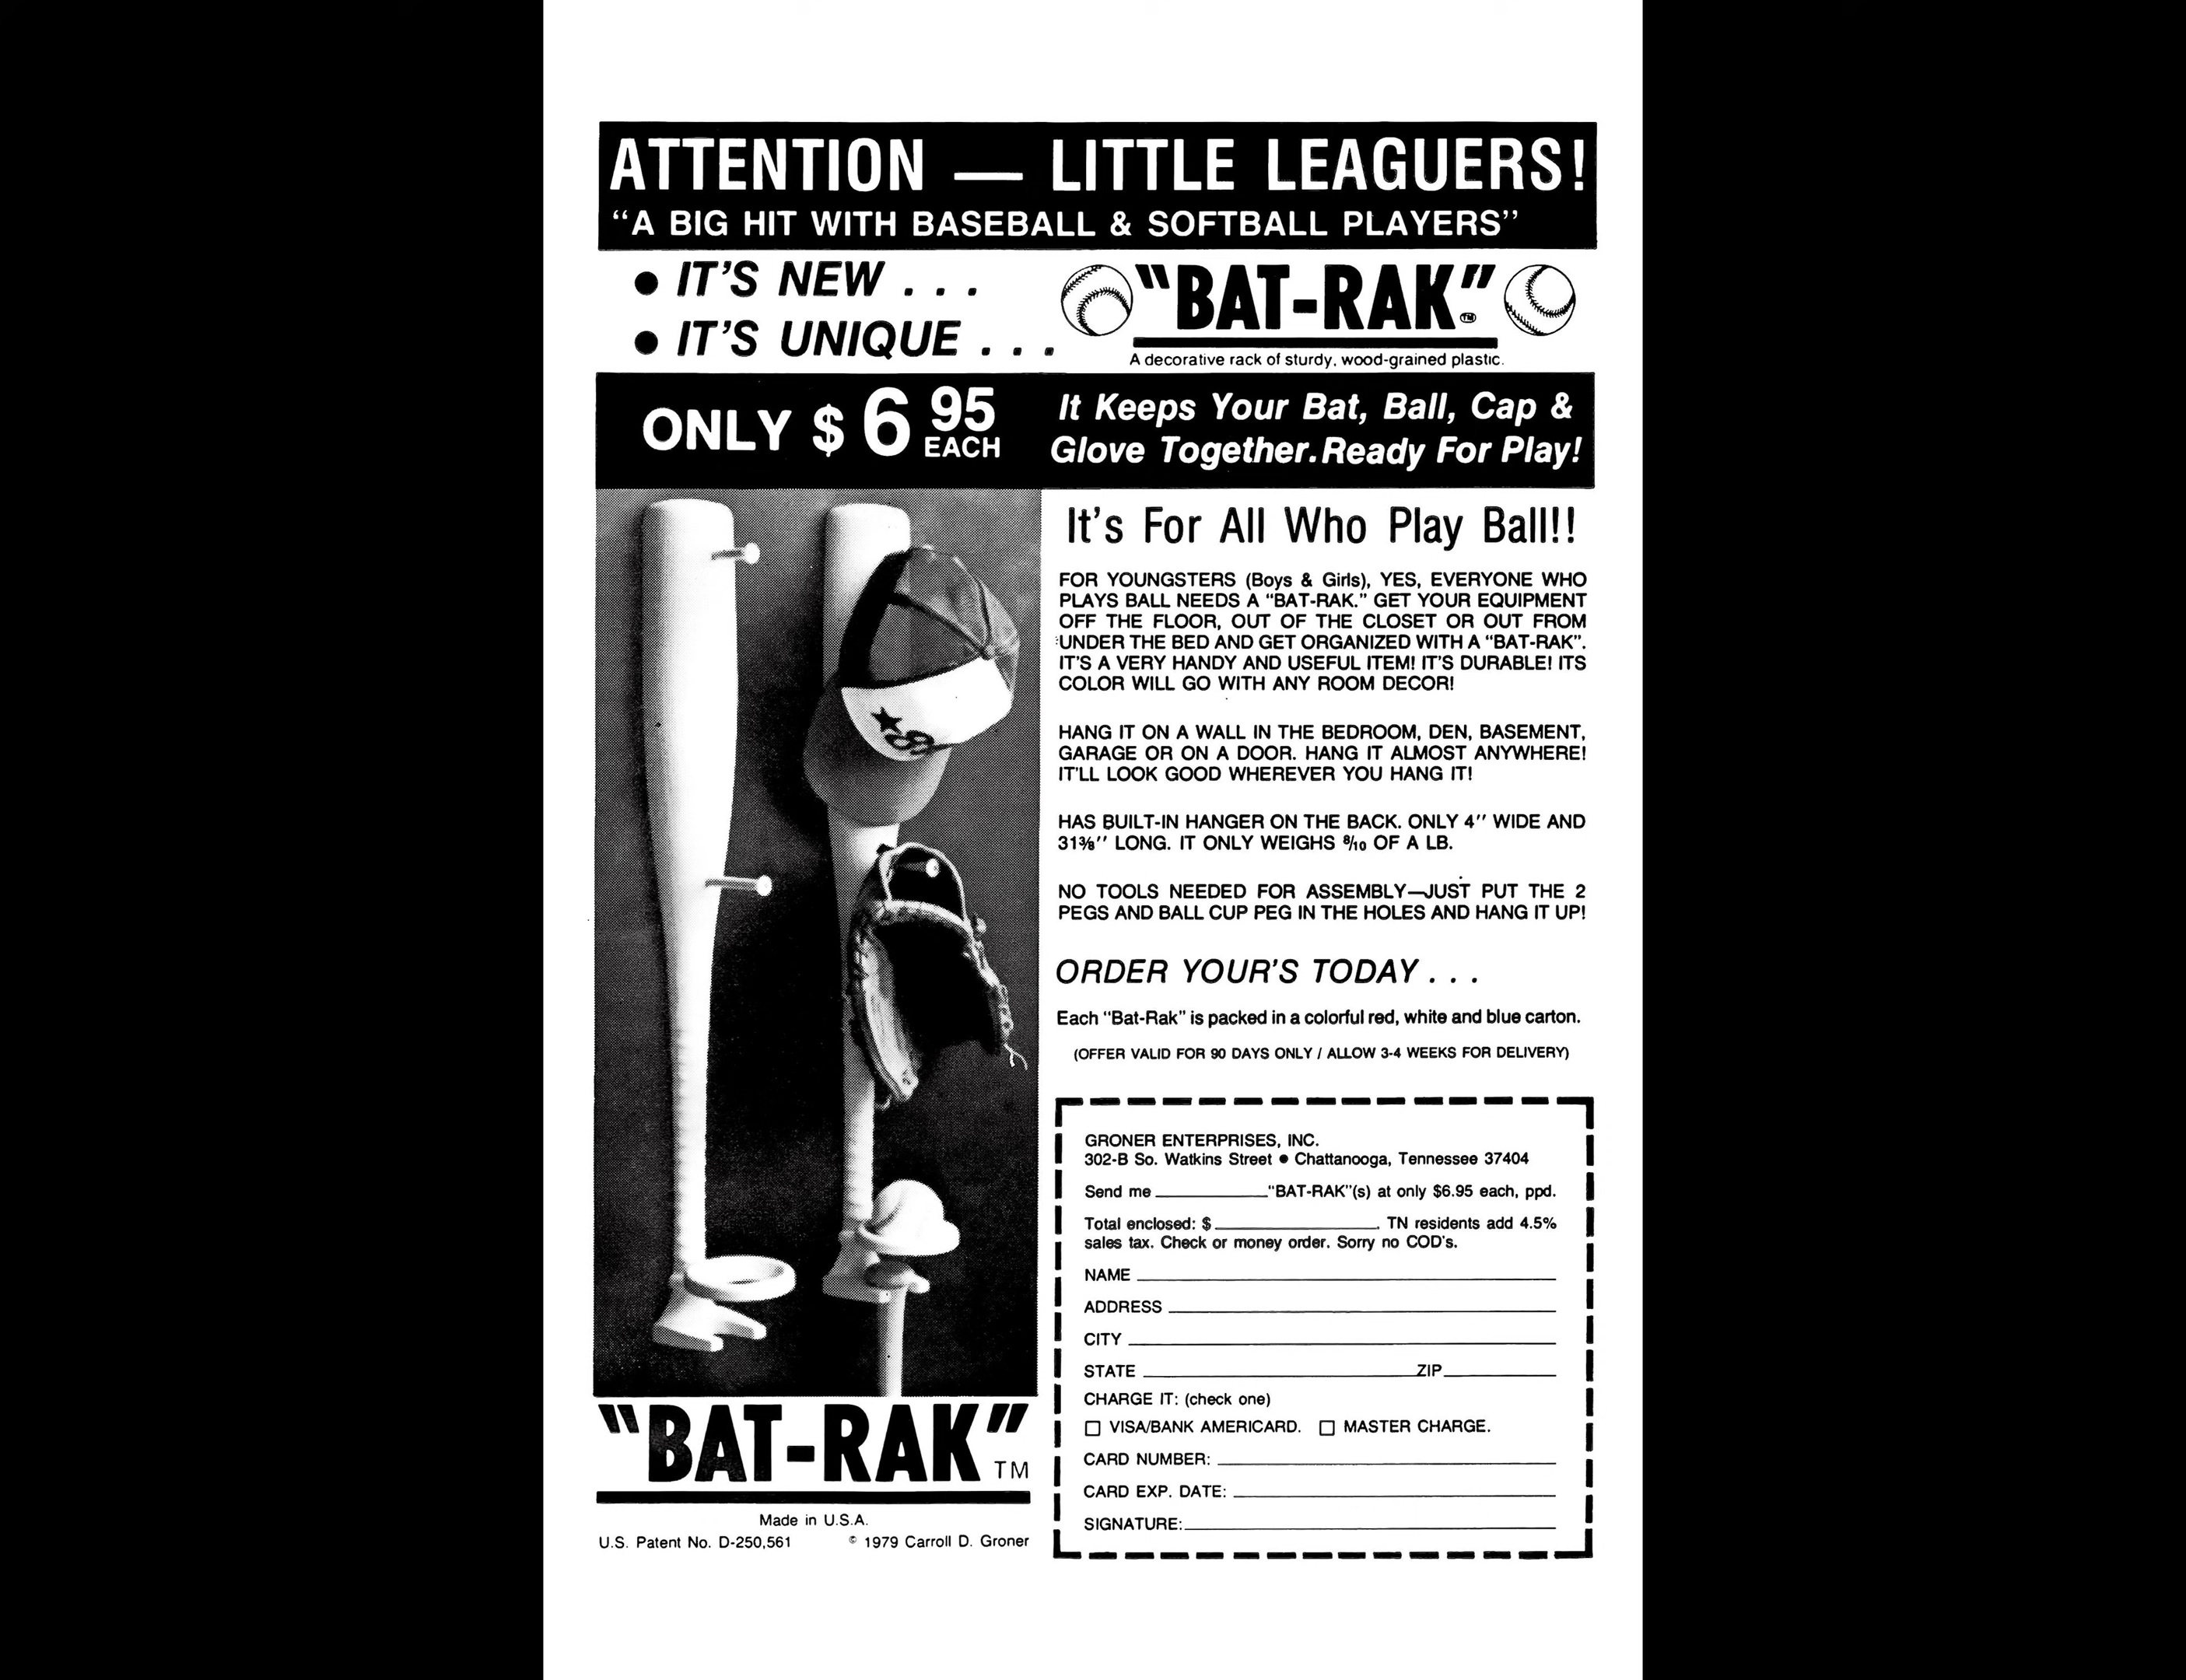 ATTENTION — LITTLE LEAGUERS!
“A BIG HIT WITH BASEBALL & SOFTBALL PLAYERS”
● IT’S NEW . . .
● IT’S UNIQUE . . .
"BAT-RAK" TM
A decorative rack of sturdy, wood-grained plastic.
ONLY $6 95 EACH
It Keeps Your Bat, Ball, Cap &
Glove Together. Ready For Play!
It's For All Who Play Ball!!
FOR YOUNGSTERS (Boys & Girls), YES, EVERYONE WHO
PLAYS BALL NEEDS A “BAT-RAK.” GET YOUR EQUIPMENT
OFF THE FLOOR, OUT OF THE CLOSET OR OUT FROM
UNDER THE BED AND GET ORGANIZED WITH A “BAT-RAK”.
IT'S A VERY HANDY AND USEFUL ITEM! IT'S DURABLE! ITS
COLOR WILL GO WITH ANY ROOM DECOR!
HANG IT ON A WALL IN THE BEDROOM, DEN, BASEMENT,
GARAGE OR ON A DOOR. HANG IT ALMOST ANYWHERE!
IT'LL LOOK GOOD WHEREVER YOU HANG IT!
HAS BUILT-IN HANGER ON THE BACK. ONLY 4'' WIDE AND
31⅜'' LONG. IT ONLY WEIGHS 8/10 OF A LB.
NO TOOLS NEEDED FOR ASSEMBLY—JUST PUT THE 2
PEGS AND BALL CUP PEG IN THE HOLES AND HANG IT UP!
ORDER YOUR'S TODAY . . .
Each “Bat-Rak” is packed in a colorful red, white and blue carton.
(OFFER VALID FOR 90 DAYS ONLY / ALLOW 3-4 WEEKS FOR DELIVERY)
GRONER ENTERPRISES, INC.
302-B So. Watkins Street ● Chattanooga, Tennessee 37404
Send me ________ “BAT-RAK”(s) at only $6.95 each, ppd.
Total enclosed: $ ____________. TN residents add 4.5%
sales tax. Check or money order. Sorry no COD's.
NAME
ADDRESS
CITY
STATE ____________ ZIP
CHARGE IT: (check one)
☐ VISA/BANK AMERICARD. ☐ MASTER CHARGE.
CARD NUMBER:
CARD EXP. DATE:
SIGNATURE:
"BAT-RAK" TM
Made in U.S.A.
U.S. Patent No. D-250,561 © 1979 Carroll D. Groner